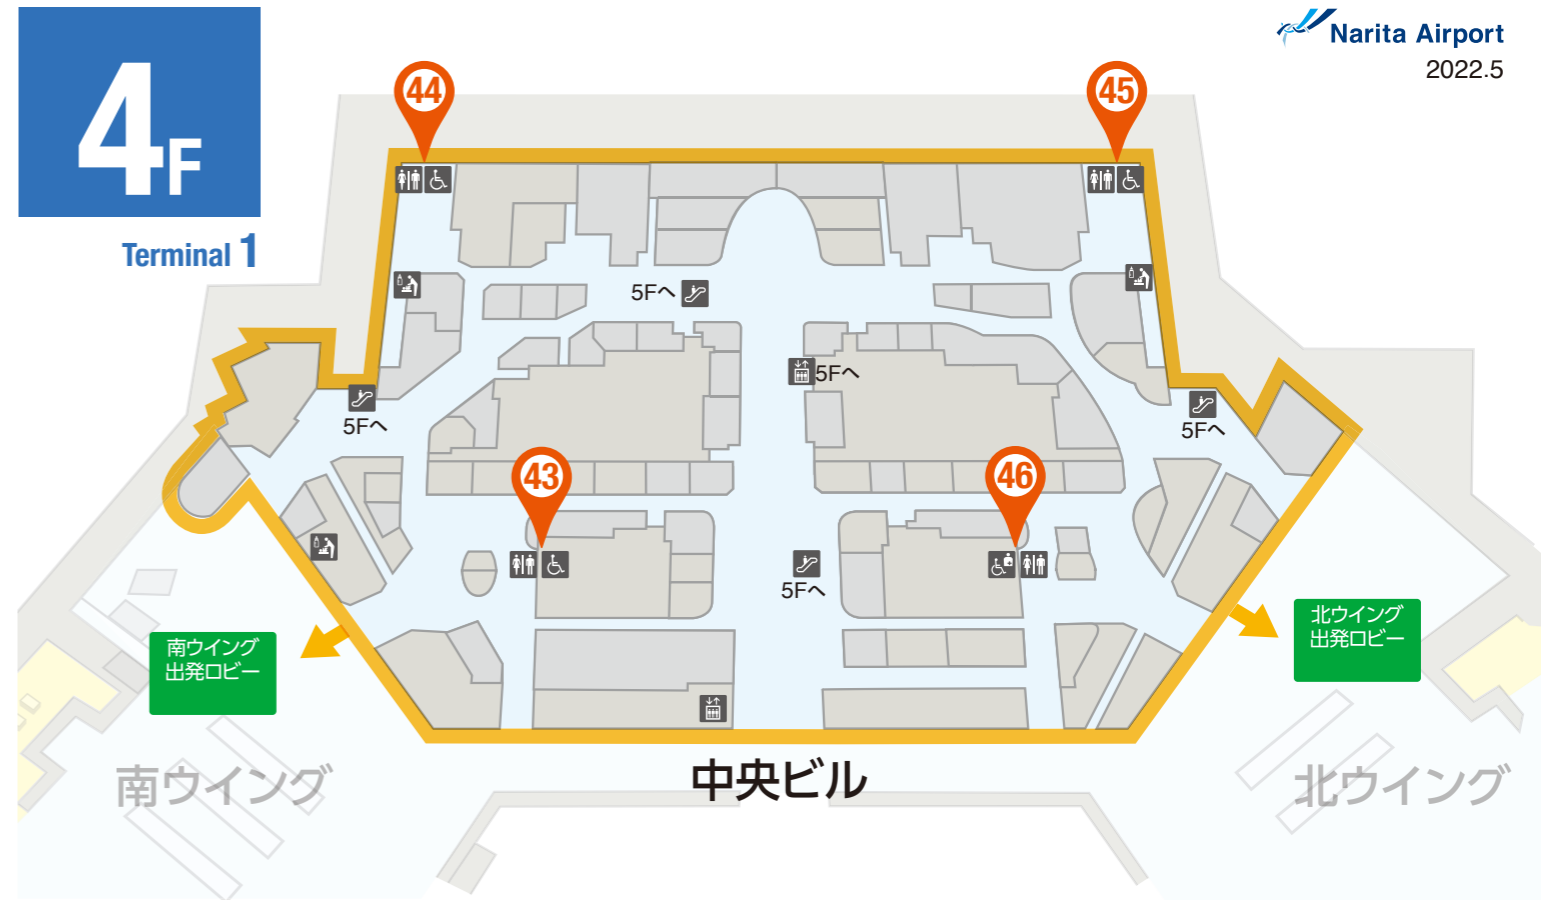 4F
Terminal 1
Narita Airport
2022.5
44
45
5Fへ
5Fへ
5Fへ
5Fへ
43
46
5Fへ
南ウイング
出発ロビー
北ウイング
出発ロビー
南ウイング
中央ビル
北ウイング